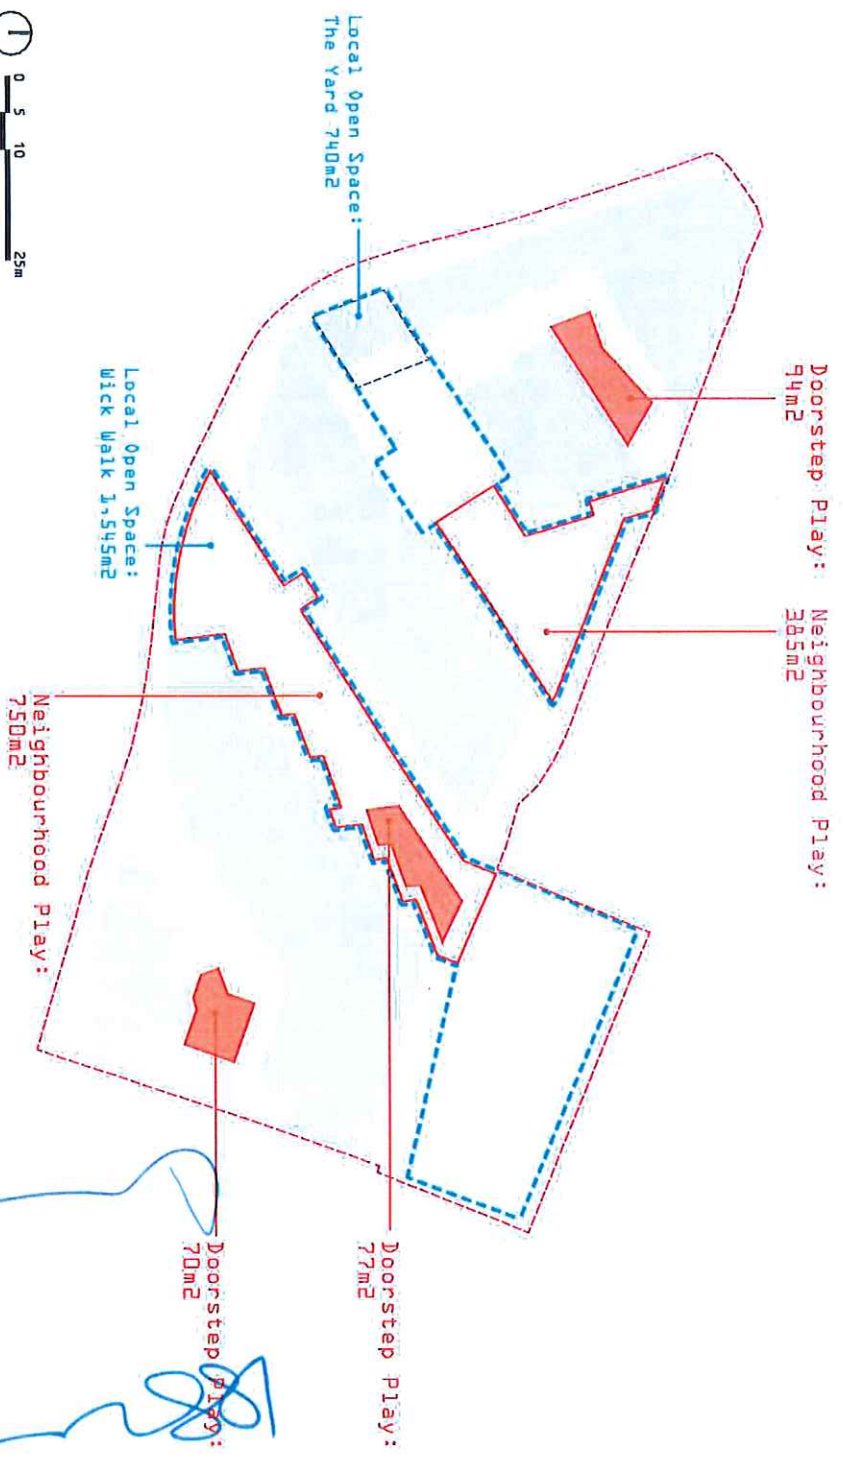 Doorstep Play:
94m2
Neighbourhood Play:
385m2
Doorstep Play:
77m2
Local Open Space:
The Yard 740m2
Doorstep Play:
70m2
Local Open Space:
Wick Walk 1,545m2
Neighbourhood Play:
750m2
0 5 10 25m